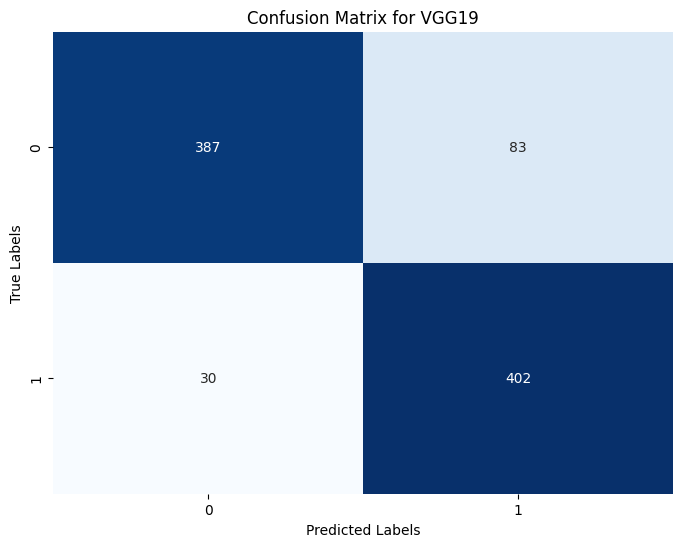 Confusion Matrix for VGG19
True Labels
0
387
83
1
30
402
0
1
Predicted Labels